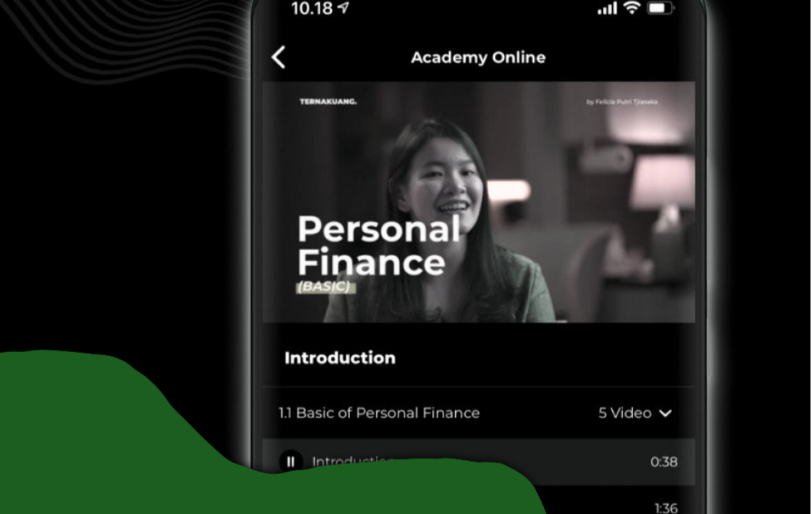 10.18
Academy Online
TERNAKUANG.
by Felicia Putri Tjiasaka
Personal
Finance
(BASIC)
Introduction
1.1 Basic of Personal Finance
5 Video
Introduction
0:38
1:36